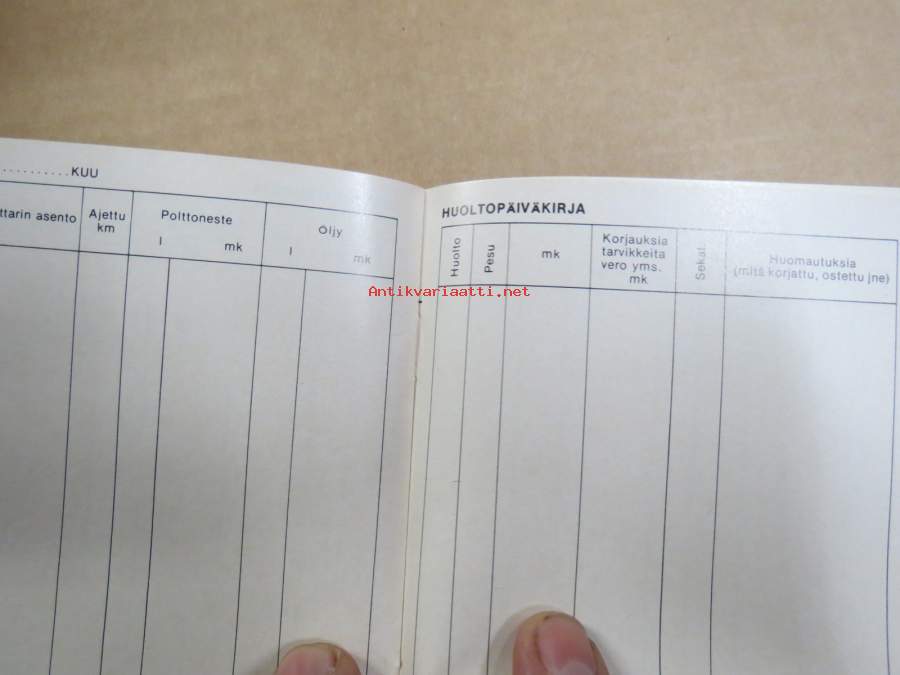 ...........KUU
ttarin asento
Ajettu
km
Polttoneste
l mk
Öljy
l mk
HUOLTOPÄIVÄKIRJA
Huolto
Pesu
mk
Korjauksia
tarvikkeita
vero yms.
mk
Sekal.
Huomautuksia
(mitä korjattu, ostettu jne)
Antikvariaatti.net